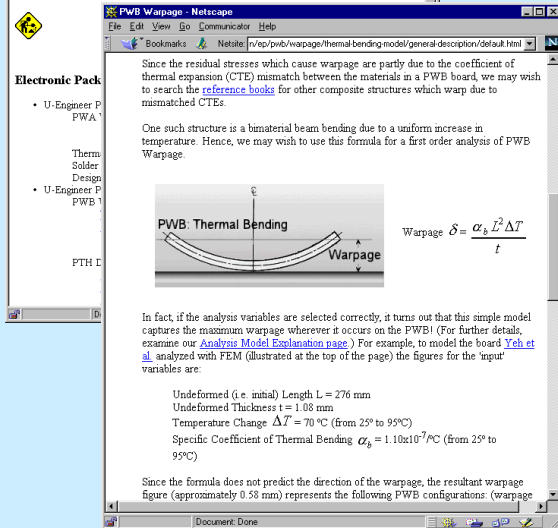 PWB Warpage - Netscape
File Edit View Go Communicator Help
Bookmarks Netsite: n/ep/pwb/warpage/thermal-bending-model/general-description/default.html
Electronic Pack
• U-Engineer P
PWA
Therm
Solder
Design
• U-Engineer P
PWB
PTH D
D
Since the residual stresses which cause warpage are partly due to the coefficient of
thermal expansion (CTE) mismatch between the materials in a PWB board, we may wish
to search the reference books for other composite structures which warp due to
mismatched CTEs.
One such structure is a bimaterial beam bending due to a uniform increase in
temperature. Hence, we may wish to use this formula for a first order analysis of PWB
Warpage.
℄
PWB: Thermal Bending
Warpage
Warpage δ = α_b L² ΔT / t
In fact, if the analysis variables are selected correctly, it turns out that this simple model
captures the maximum warpage wherever it occurs on the PWB! (For further details,
examine our Analysis Model Explanation page.) For example, to model the board Yeh et
al. analyzed with FEM (illustrated at the top of the page) the figures for the 'input'
variables are:
Undeformed (i.e. initial) Length L = 276 mm
Undeformed Thickness t = 1.08 mm
Temperature Change ΔT = 70 ºC (from 25º to 95ºC)
Specific Coefficient of Thermal Bending α_b = 1.10x10⁻⁷/ºC (from 25º to
95ºC)
Since the formula does not predict the direction of the warpage, the resultant warpage
figure (approximately 0.58 mm) represents the following PWB configurations: (warpage
Document: Done